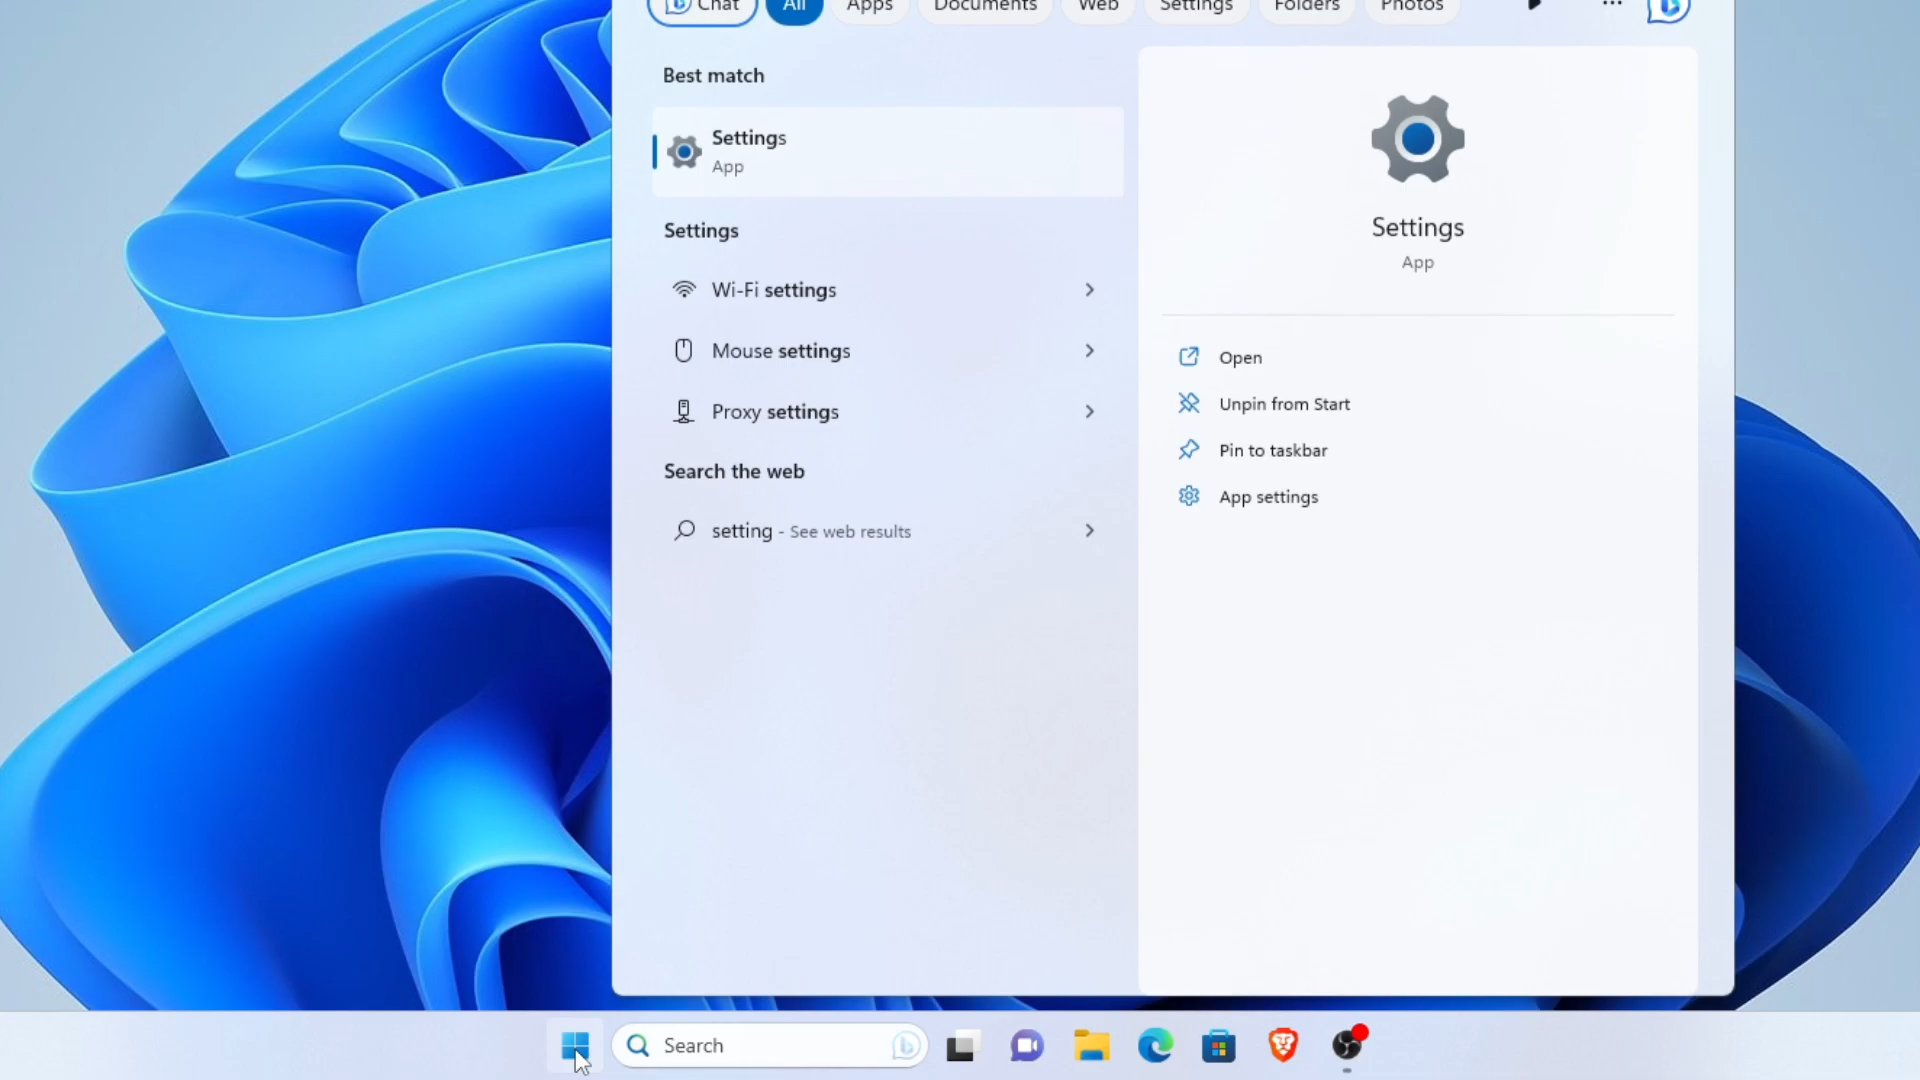 Chat All Apps Documents Web Settings Folders Photos
Best match
Settings
App
Settings
Wi-Fi settings
Mouse settings
Proxy settings
Search the web
setting - See web results
Settings
App
Open
Unpin from Start
Pin to taskbar
App settings
Search